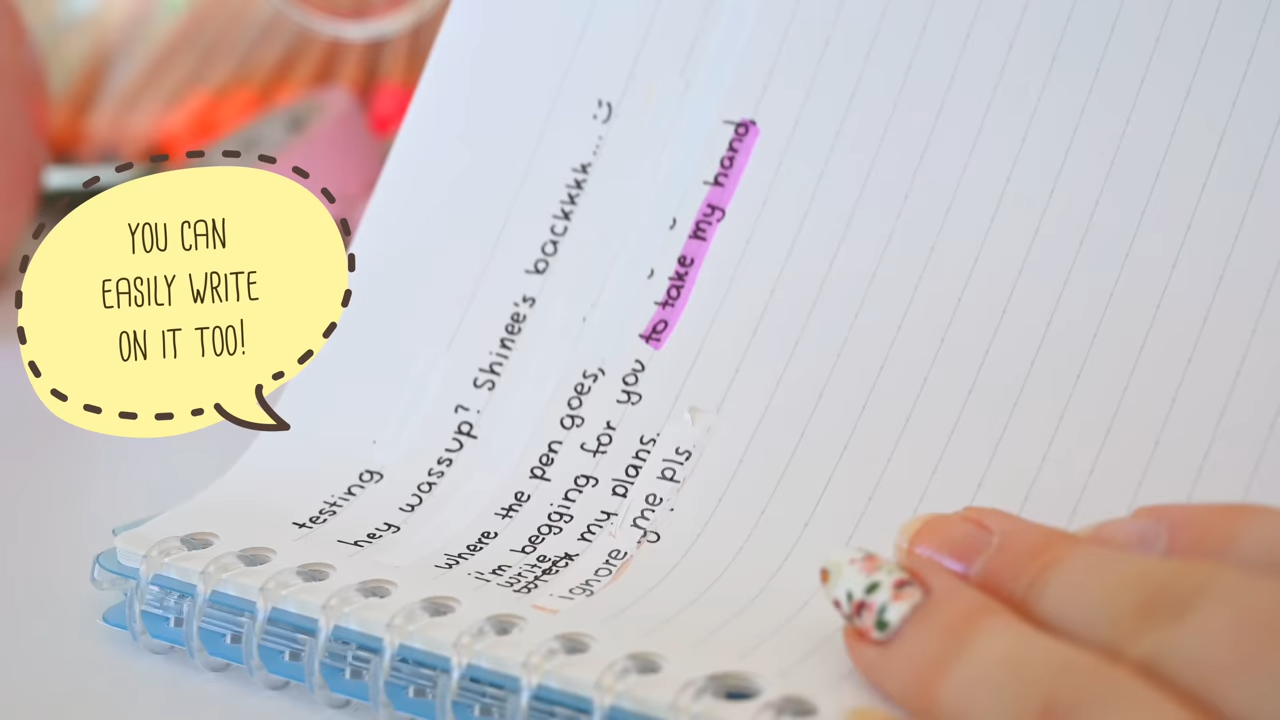 YOU CAN
EASILY WRITE
ON IT TOO!
testing
hey wassup? Shinee's backkkk... :)
where the pen goes,
i'm begging for you to take my hand,
write
wreck my plans.
ignore me pls.